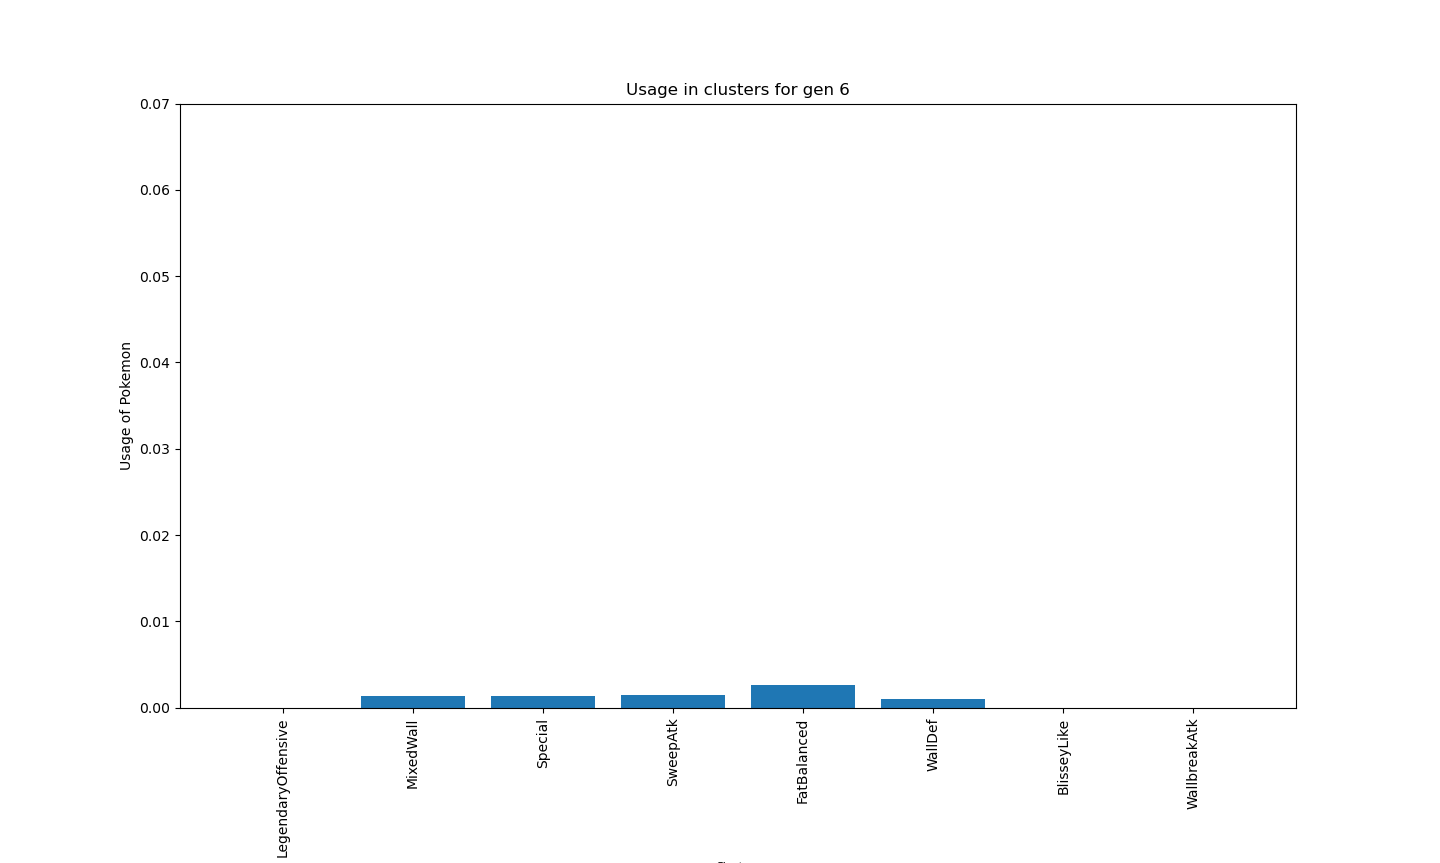 Usage in clusters for gen 6
0.07
0.06
0.05
0.04
0.03
0.02
0.01
0.00
Usage of Pokemon
LegendaryOffensive
MixedWall
Special
SweepAtk
FatBalanced
WallDef
BlisseyLike
WallbreakAtk